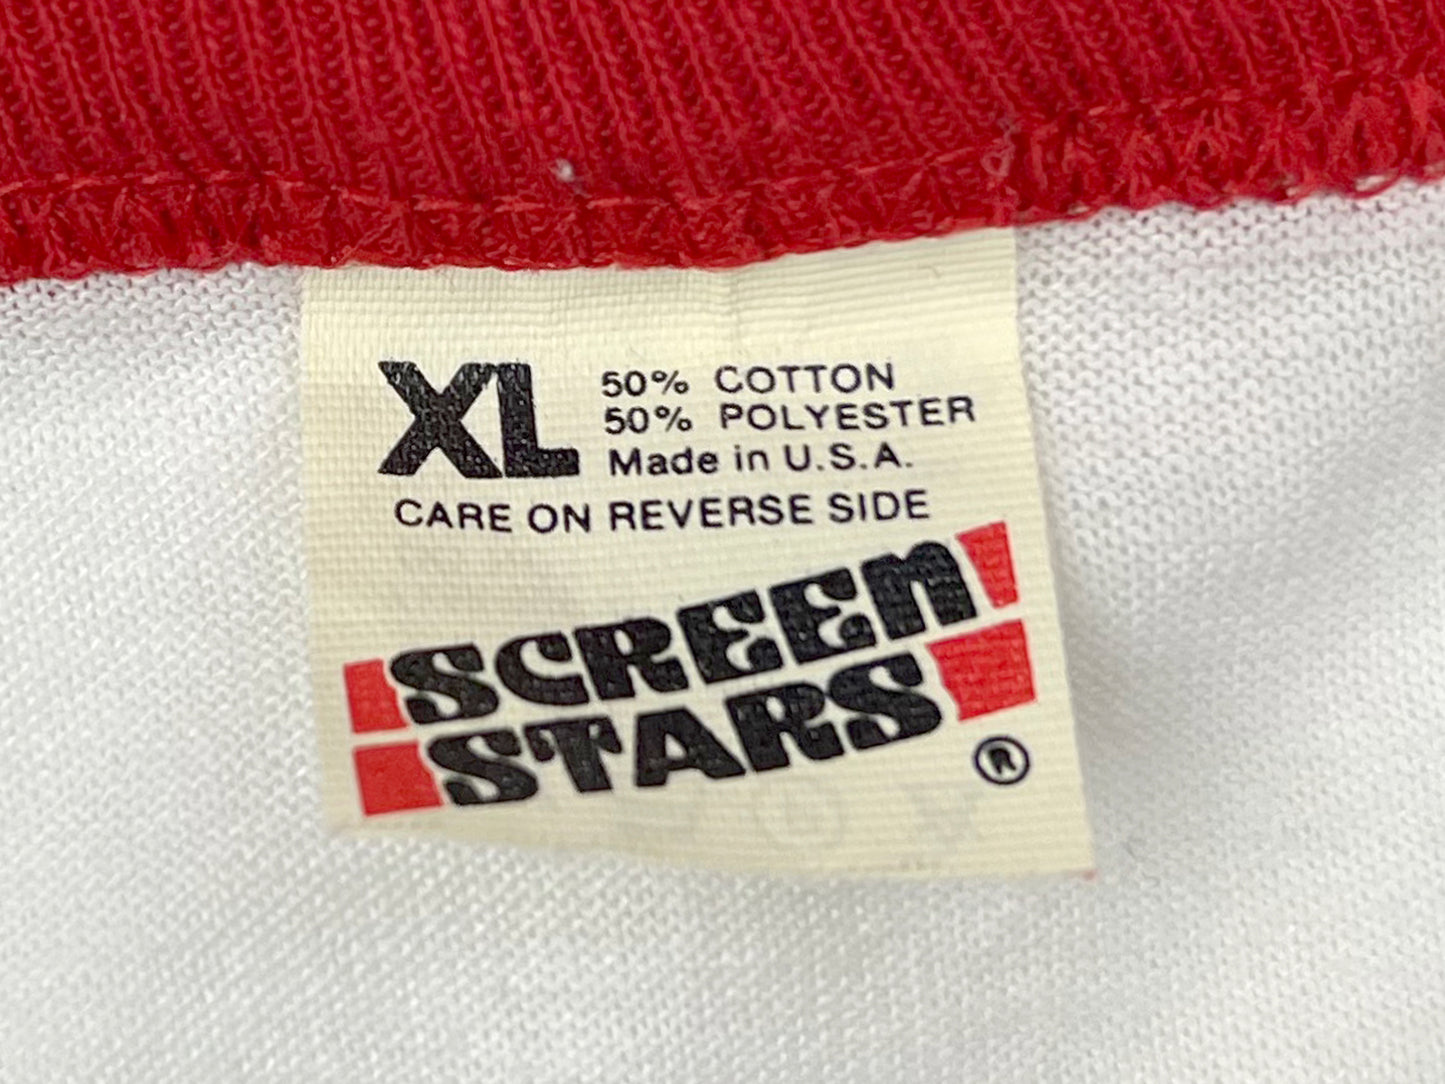 XL
50% COTTON
50% POLYESTER
Made in U.S.A.
CARE ON REVERSE SIDE
SCREEN
STARS
®